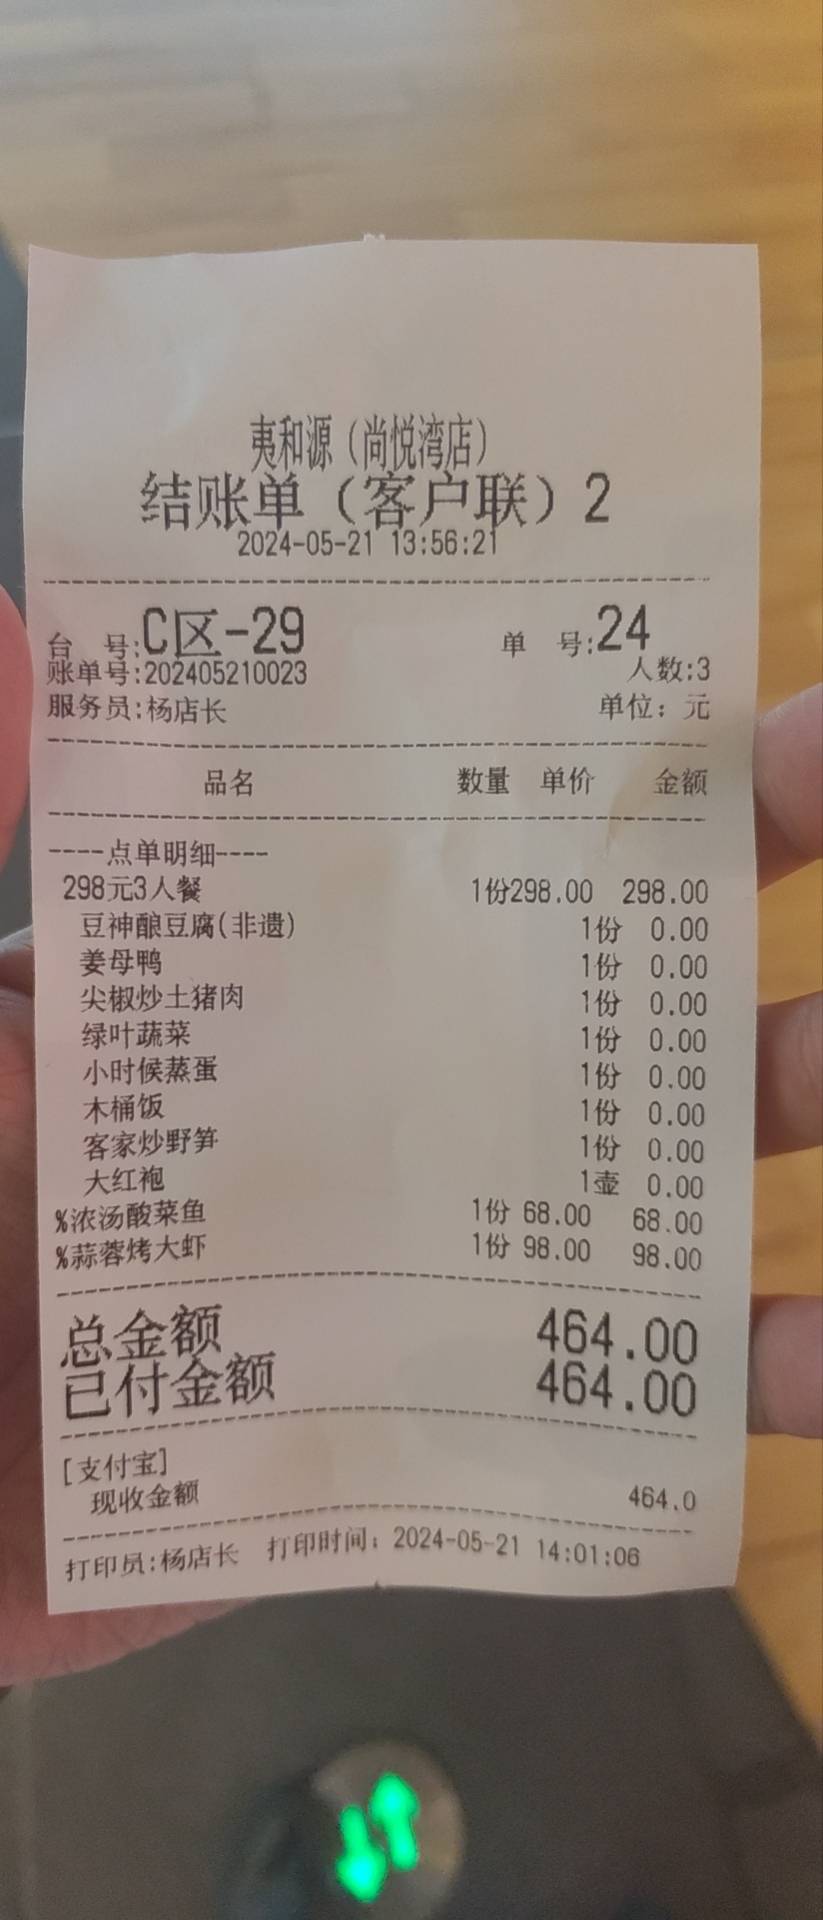 夷和源（尚悦湾店）
结账单（客户联）2
2024-05-21 13:56:21
台 号:C区-29 单 号:24
账单号:202405210023 人数:3
服务员:杨店长 单位：元
品名 数量 单价 金额
----点单明细----
298元3人餐 1份298.00 298.00
豆神酿豆腐(非遗) 1份 0.00
姜母鸭 1份 0.00
尖椒炒土猪肉 1份 0.00
绿叶蔬菜 1份 0.00
小时候蒸蛋 1份 0.00
木桶饭 1份 0.00
客家炒野笋 1份 0.00
大红袍 1壶 0.00
%浓汤酸菜鱼 1份 68.00 68.00
%蒜蓉烤大虾 1份 98.00 98.00
总金额 464.00
已付金额 464.00
[支付宝]
现收金额 464.0
打印员:杨店长 打印时间：2024-05-21 14:01:06